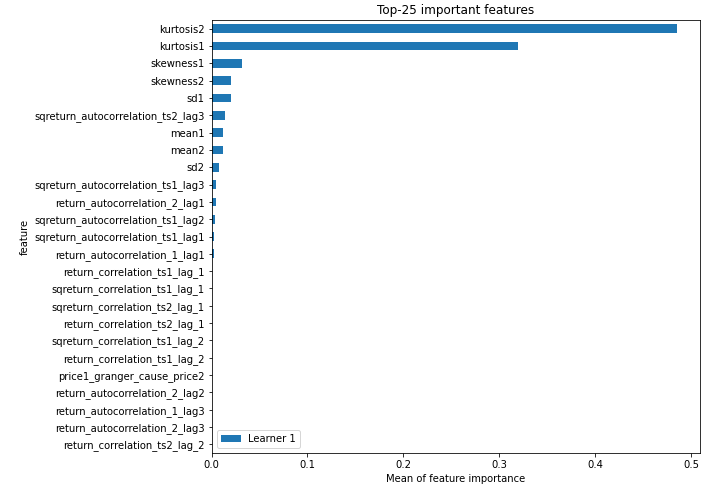 Top-25 important features
kurtosis2
kurtosis1
skewness1
skewness2
sd1
sqreturn_autocorrelation_ts2_lag3
mean1
mean2
sd2
sqreturn_autocorrelation_ts1_lag3
return_autocorrelation_2_lag1
sqreturn_autocorrelation_ts1_lag2
sqreturn_autocorrelation_ts1_lag1
return_autocorrelation_1_lag1
return_correlation_ts1_lag_1
sqreturn_correlation_ts1_lag_1
sqreturn_correlation_ts2_lag_1
return_correlation_ts2_lag_1
sqreturn_correlation_ts1_lag_2
return_correlation_ts1_lag_2
price1_granger_cause_price2
return_autocorrelation_2_lag2
return_autocorrelation_1_lag3
return_autocorrelation_2_lag3
return_correlation_ts2_lag_2
feature
Learner 1
0.0 0.1 0.2 0.3 0.4 0.5
Mean of feature importance